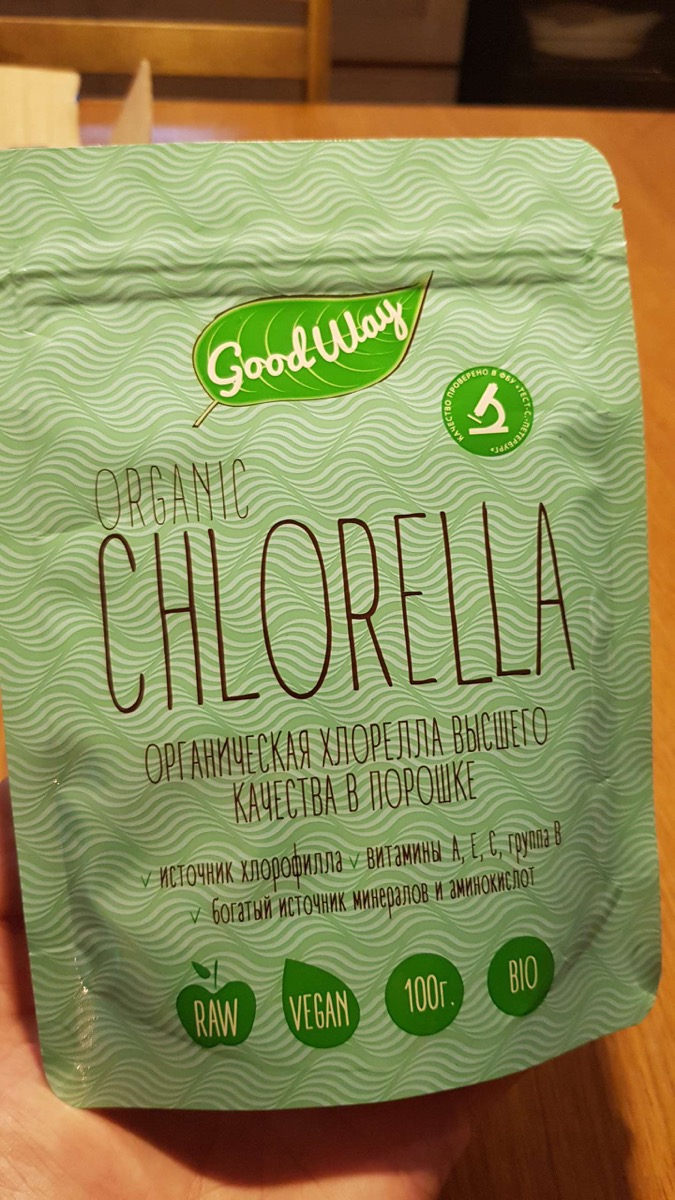 Good Way
КАЧЕСТВО ПРОВЕРЕНО В ФБУ «ТЕСТ-С.-ПЕТЕРБУРГ»
ORGANIC
CHLORELLA
ОРГАНИЧЕСКАЯ ХЛОРЕЛЛА ВЫСШЕГО
КАЧЕСТВА В ПОРОШКЕ
✓ источник хлорофилла ✓ витамины А, Е, С, группа В
✓ богатый источник минералов и аминокислот
RAW
VEGAN
100г.
BIO